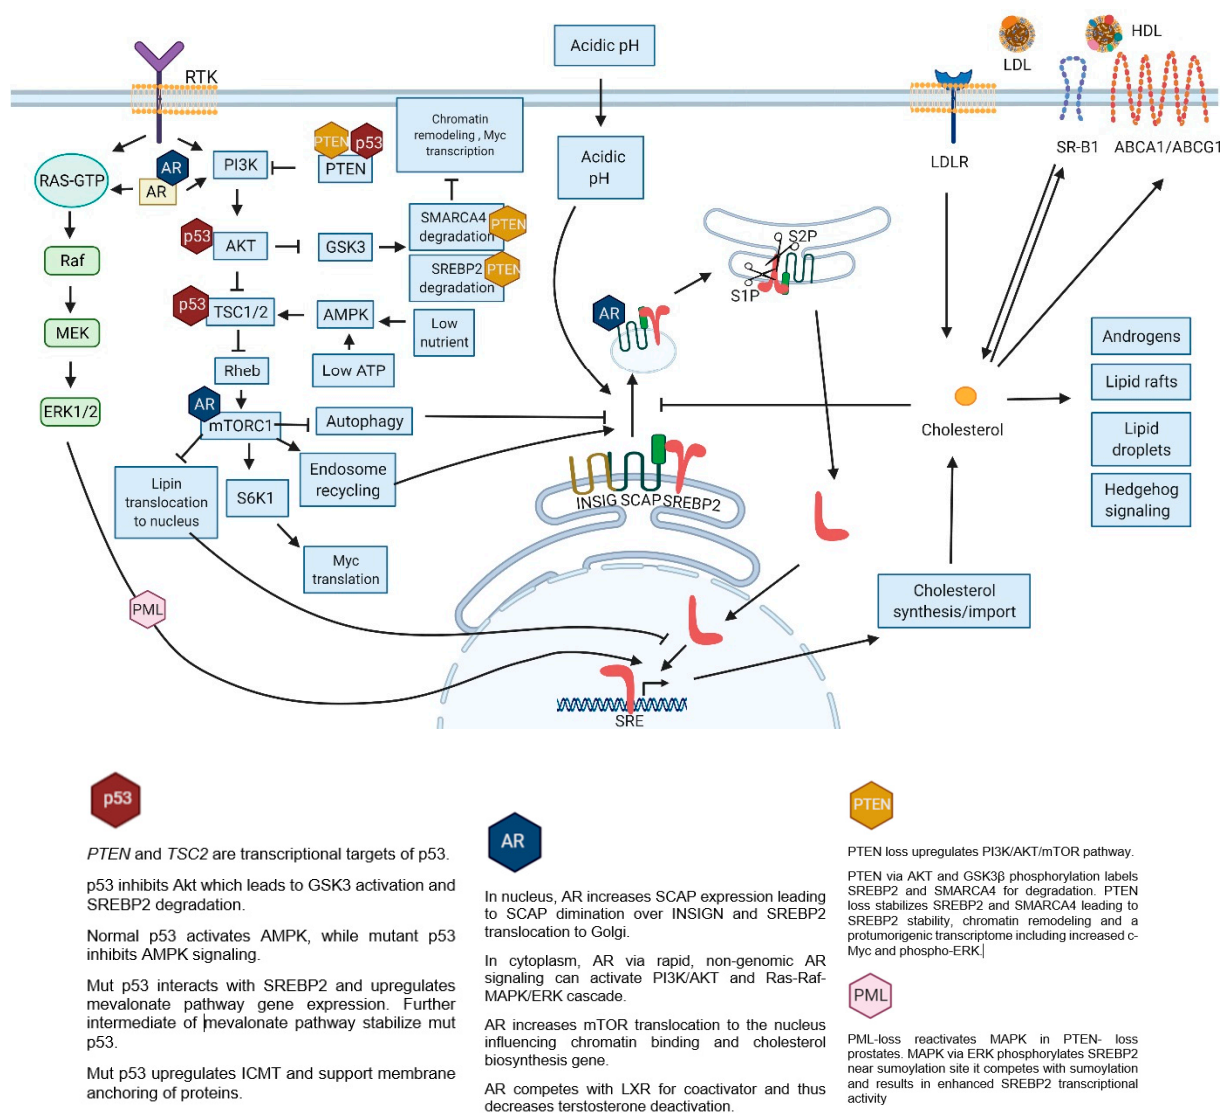 Acidic pH
LDL
HDL
RTK
Chromatin
remodeling , Myc
transcription
PTEN
p53
PTEN
PI3K
AR
AR
RAS-GTP
Acidic
pH
LDLR
SR-B1
ABCA1/ABCG1
SMARCA4
degradation
PTEN
p53
AKT
GSK3
SREBP2
degradation
PTEN
Raf
S2P
S1P
p53
TSC1/2
AMPK
Low
nutrient
AR
MEK
Rheb
Low ATP
Androgens
Lipid rafts
ERK1/2
AR
mTORC1
Autophagy
Cholesterol
Lipid
droplets
Lipin
translocation
to nucleus
S6K1
Endosome
recycling
INSIG
SCAP
SREBP2
Hedgehog
signaling
Myc
translation
Cholesterol
synthesis/import
PML
SRE
p53
PTEN and TSC2 are transcriptional targets of p53.
p53 inhibits Akt which leads to GSK3 activation and
SREBP2 degradation.
Normal p53 activates AMPK, while mutant p53
inhibits AMPK signaling.
Mut p53 interacts with SREBP2 and upregulates
mevalonate pathway gene expression. Further
intermediate of mevalonate pathway stabilize mut
p53.
Mut p53 upregulates ICMT and support membrane
anchoring of proteins.
AR
In nucleus, AR increases SCAP expression leading
to SCAP dimination over INSIGN and SREBP2
translocation to Golgi.
In cytoplasm, AR via rapid, non-genomic AR
signaling can activate PI3K/AKT and Ras-Raf-
MAPK/ERK cascade.
AR increases mTOR translocation to the nucleus
influencing chromatin binding and cholesterol
biosynthesis gene.
AR competes with LXR for coactivator and thus
decreases terstosterone deactivation.
PTEN
PTEN loss upregulates PI3K/AKT/mTOR pathway.
PTEN via AKT and GSK3β phosphorylation labels
SREBP2 and SMARCA4 for degradation. PTEN
loss stabilizes SREBP2 and SMARCA4 leading to
SREBP2 stability, chromatin remodeling and a
protumorigenic transcriptome including increased c-
Myc and phospho-ERK.
PML
PML-loss reactivates MAPK in PTEN- loss
prostates. MAPK via ERK phosphorylates SREBP2
near sumoylation site it competes with sumoylation
and results in enhanced SREBP2 transcriptional
activity